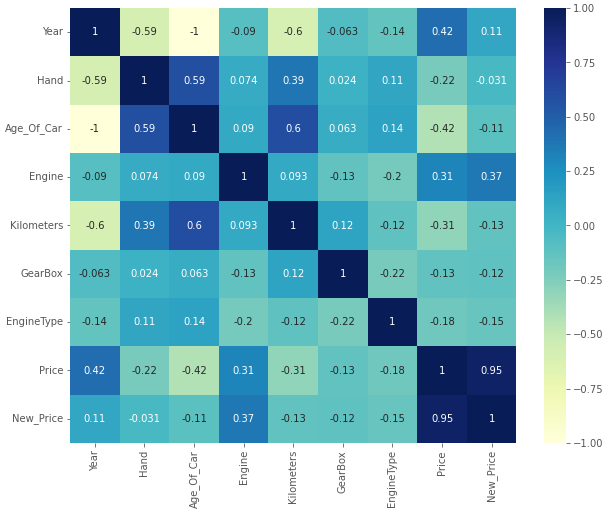 Year 1 -0.59 -1 -0.09 -0.6 -0.063 -0.14 0.42 0.11
Hand -0.59 1 0.59 0.074 0.39 0.024 0.11 -0.22 -0.031
Age_Of_Car -1 0.59 1 0.09 0.6 0.063 0.14 -0.42 -0.11
Engine -0.09 0.074 0.09 1 0.093 -0.13 -0.2 0.31 0.37
Kilometers -0.6 0.39 0.6 0.093 1 0.12 -0.12 -0.31 -0.13
GearBox -0.063 0.024 0.063 -0.13 0.12 1 -0.22 -0.13 -0.12
EngineType -0.14 0.11 0.14 -0.2 -0.12 -0.22 1 -0.18 -0.15
Price 0.42 -0.22 -0.42 0.31 -0.31 -0.13 -0.18 1 0.95
New_Price 0.11 -0.031 -0.11 0.37 -0.13 -0.12 -0.15 0.95 1
Year Hand Age_Of_Car Engine Kilometers GearBox EngineType Price New_Price
1.00
0.75
0.50
0.25
0.00
−0.25
−0.50
−0.75
−1.00